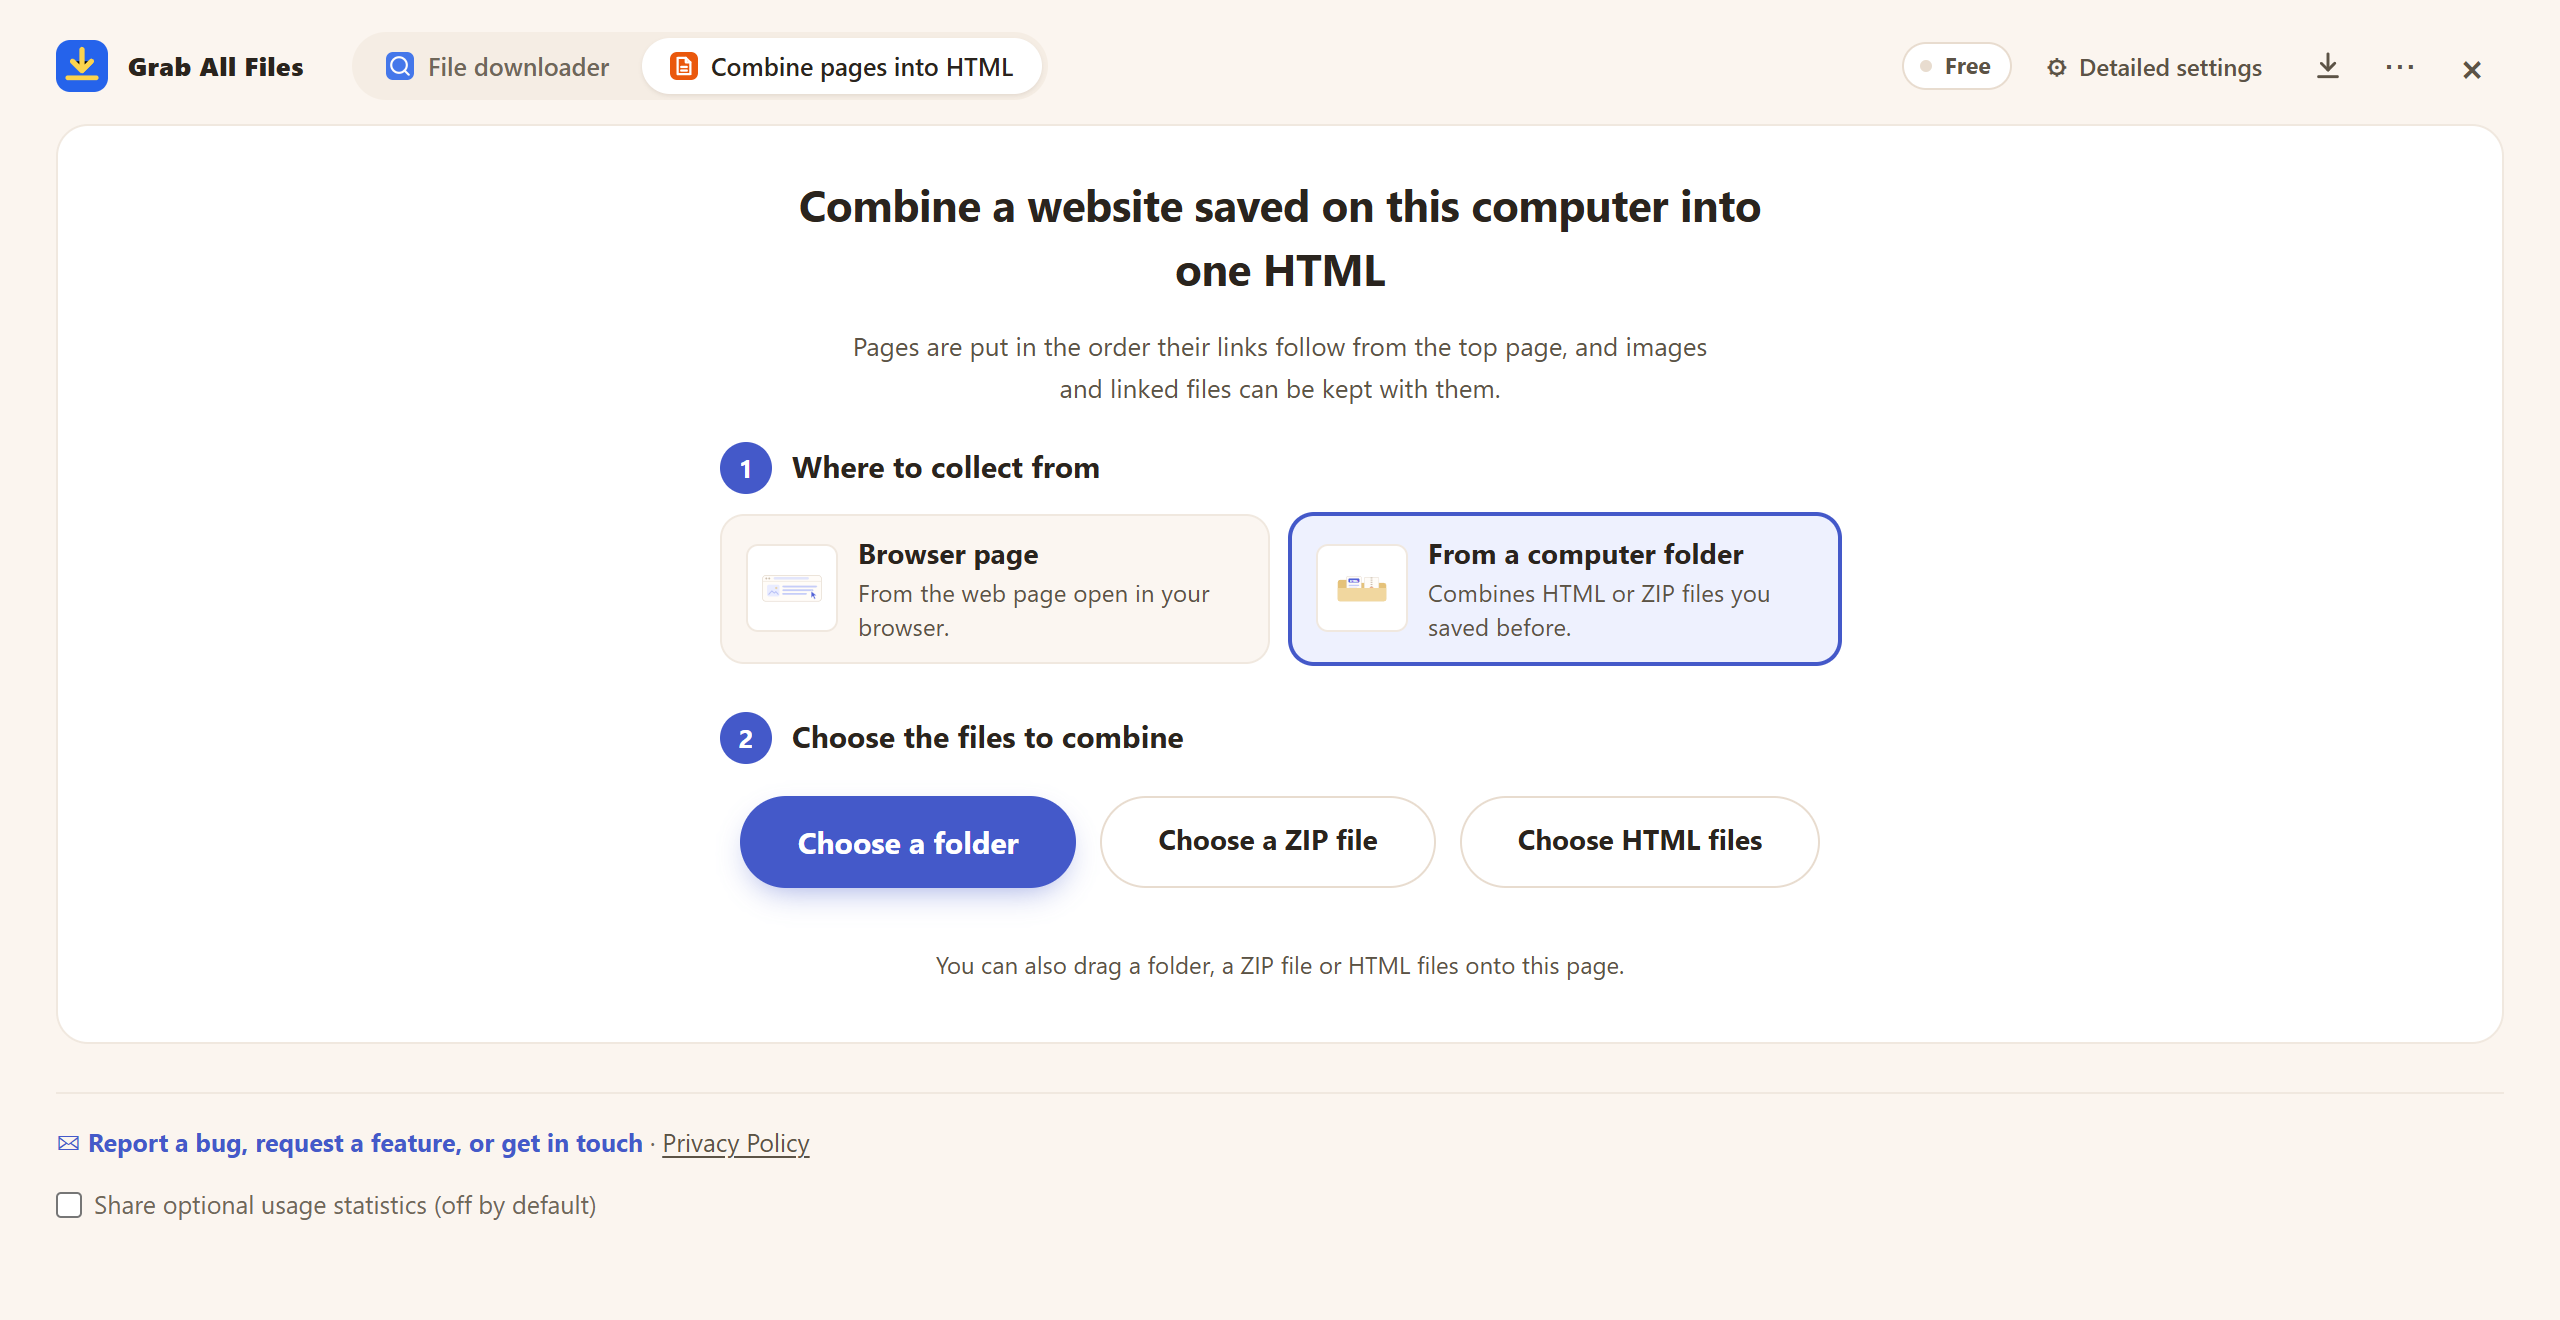 Grab All Files
File downloader
Combine pages into HTML
Free
Detailed settings
Combine a website saved on this computer into
one HTML
Pages are put in the order their links follow from the top page, and images
and linked files can be kept with them.
1 Where to collect from
Browser page
From the web page open in your
browser.
From a computer folder
Combines HTML or ZIP files you
saved before.
2 Choose the files to combine
Choose a folder
Choose a ZIP file
Choose HTML files
You can also drag a folder, a ZIP file or HTML files onto this page.
Report a bug, request a feature, or get in touch · Privacy Policy
Share optional usage statistics (off by default)